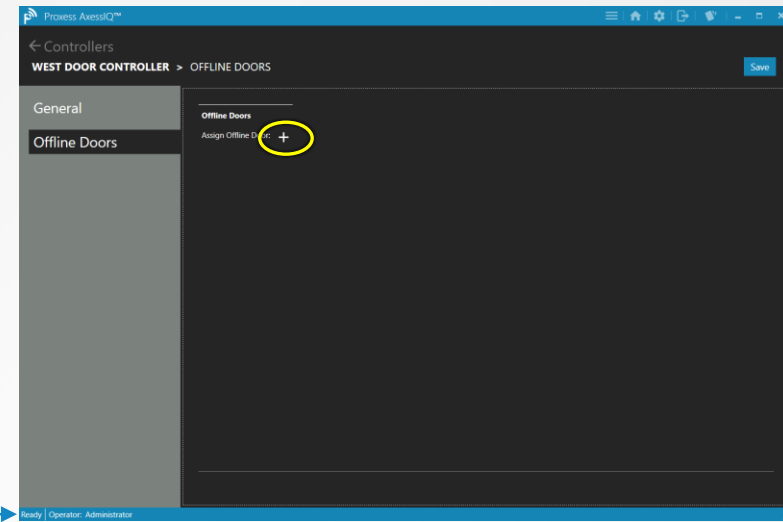 Proxess AxessIQ™
Controllers
WEST DOOR CONTROLLER > OFFLINE DOORS
Save
General
Offline Doors
Offline Doors
Assign Offline Door:
Ready Operator: Administrator